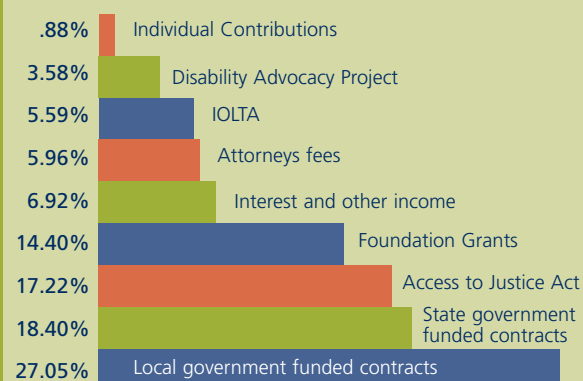 .88% Individual Contributions
3.58% Disability Advocacy Project
5.59% IOLTA
5.96% Attorneys fees
6.92% Interest and other income
14.40% Foundation Grants
17.22% Access to Justice Act
18.40% State government
funded contracts
27.05% Local government funded contracts